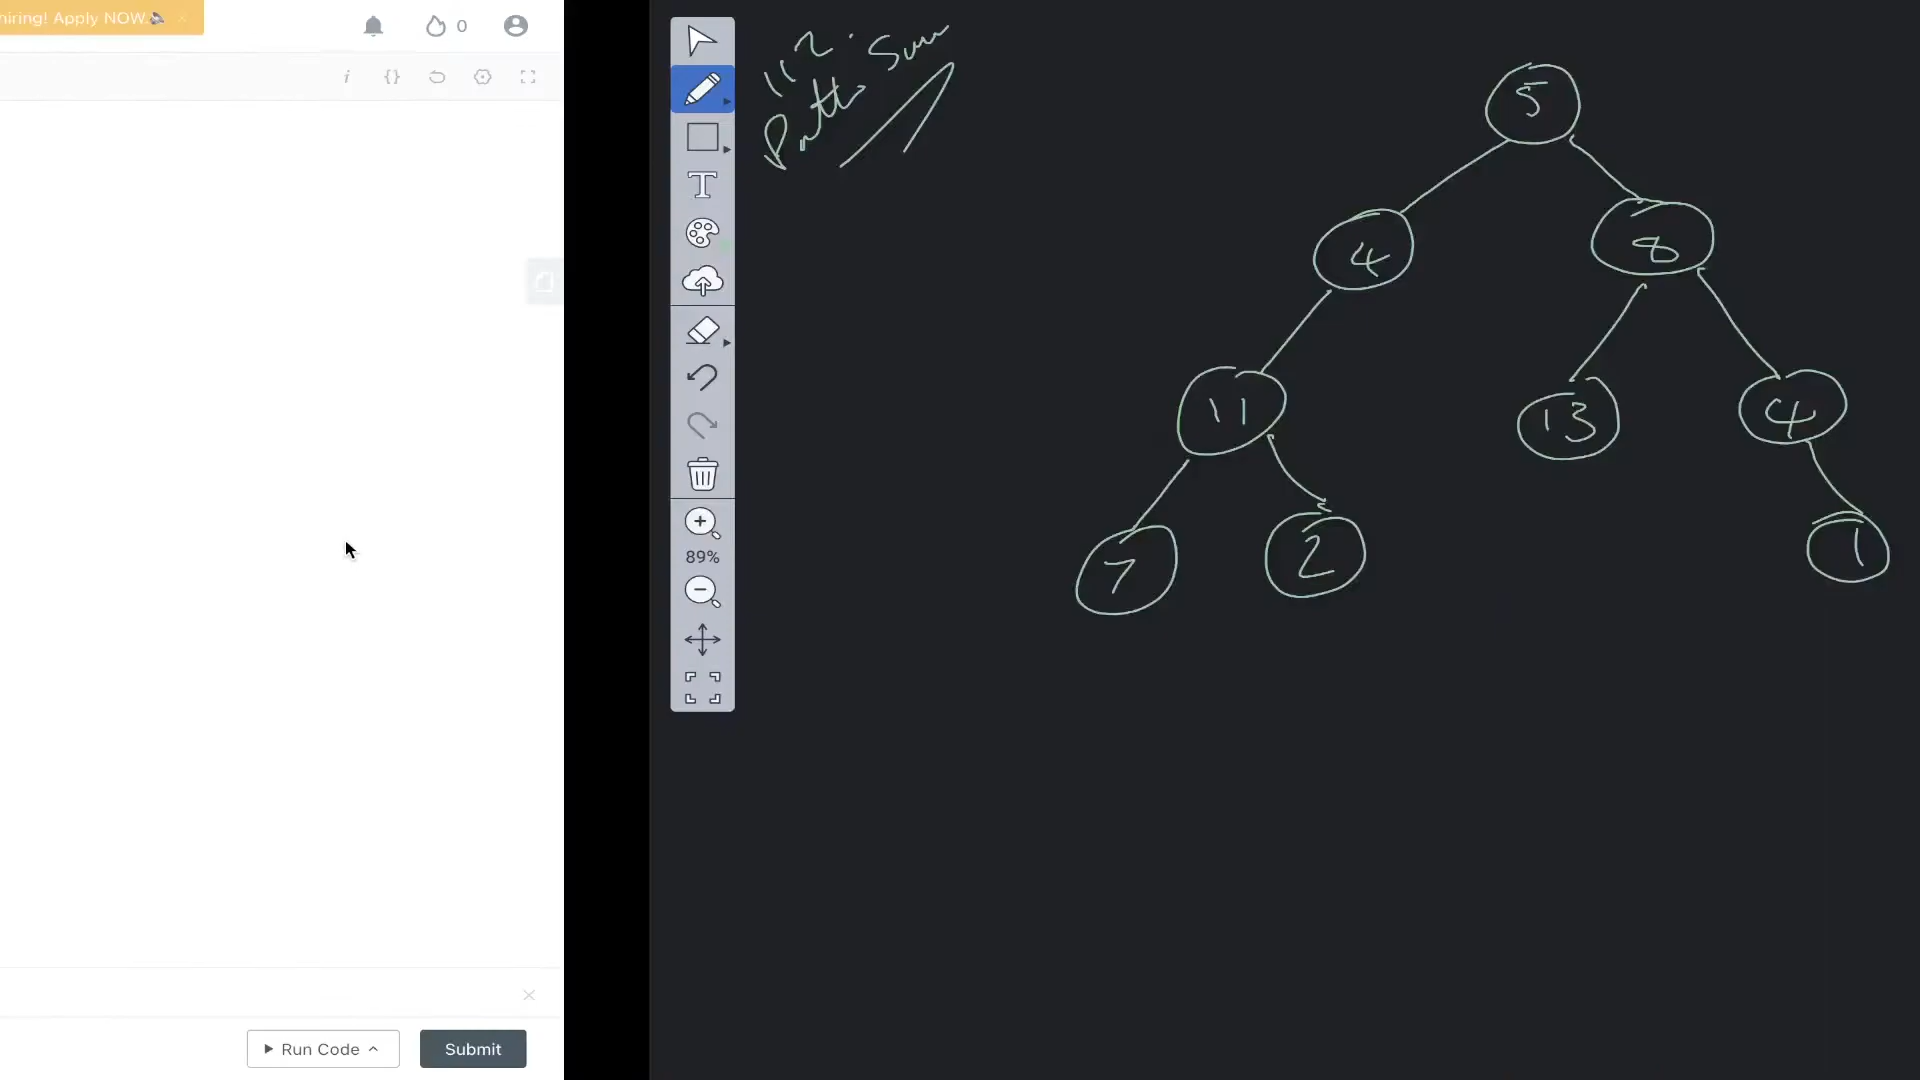 hiring! Apply NOW
0
i {}
Run Code
Submit
T
89%
112.
Path Sum
5
4 8
11 13 4
7 2 1